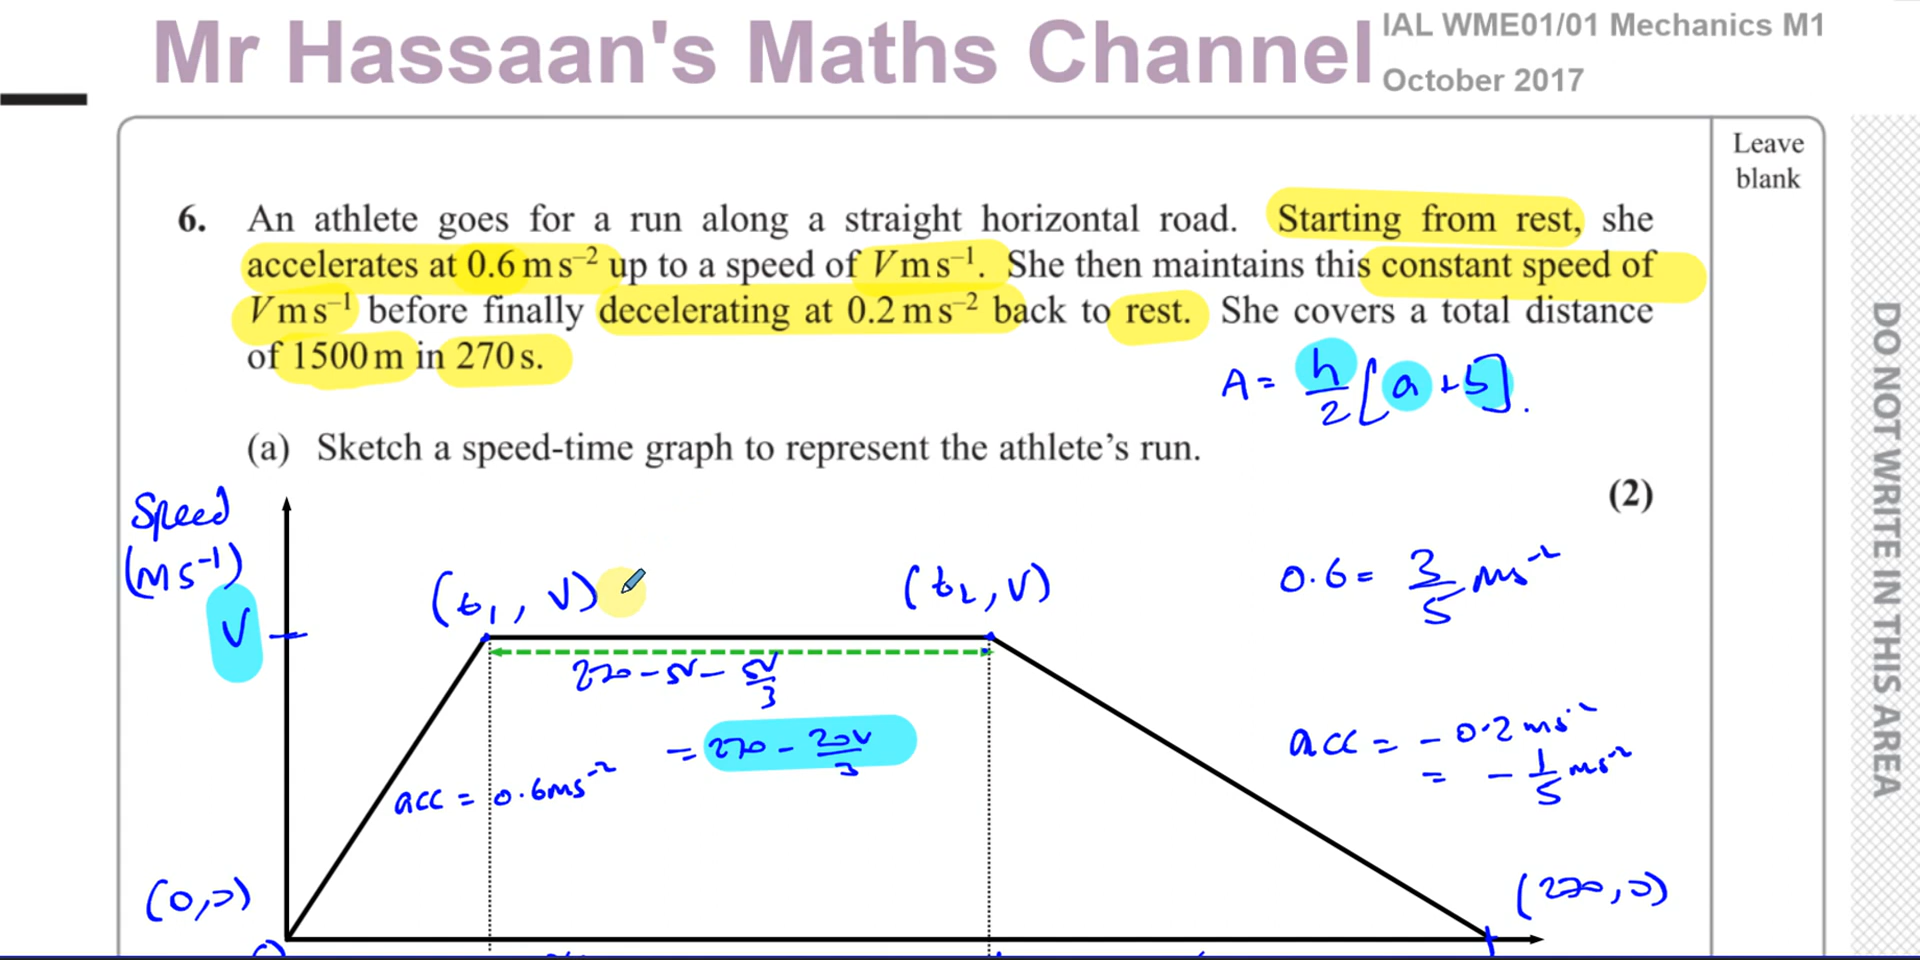 Mr Hassaan's Maths Channel
IAL WME01/01 Mechanics M1
October 2017
Leave
blank
6. An athlete goes for a run along a straight horizontal road. Starting from rest, she
accelerates at 0.6 m s⁻² up to a speed of V m s⁻¹. She then maintains this constant speed of
V m s⁻¹ before finally decelerating at 0.2 m s⁻² back to rest. She covers a total distance
of 1500 m in 270 s.
A = h/2 [a + b].
(a) Sketch a speed-time graph to represent the athlete's run.
(2)
Speed
(ms⁻¹)
V
(t₁, V)
(t₂, V)
0.6 = 3/5 ms⁻²
270 - 5V - 5V/3
= 270 - 20V/3
acc = 0.6ms⁻²
acc = -0.2ms⁻²
= -1/5 ms⁻²
(0,0)
(270,0)
DO NOT WRITE IN THIS AREA